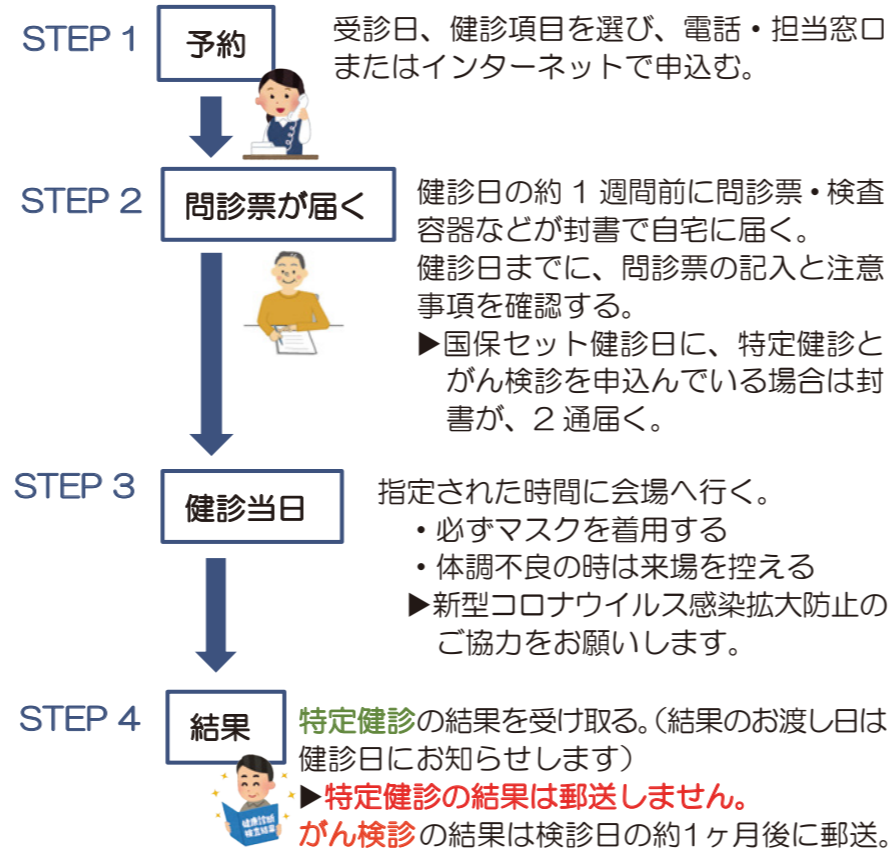 STEP 1
予約
受診日、健診項目を選び、電話・担当窓口
またはインターネットで申込む。
STEP 2
問診票が届く
健診日の約 1 週間前に問診票・検査
容器などが封書で自宅に届く。
健診日までに、問診票の記入と注意
事項を確認する。
▶国保セット健診日に、特定健診と
がん検診を申込んでいる場合は封
書が、2 通届く。
STEP 3
健診当日
指定された時間に会場へ行く。
・必ずマスクを着用する
・体調不良の時は来場を控える
▶新型コロナウイルス感染拡大防止の
ご協力をお願いします。
STEP 4
結果
特定健診の結果を受け取る。（結果のお渡し日は
健診日にお知らせします）
▶特定健診の結果は郵送しません。
がん検診の結果は検診日の約1ヶ月後に郵送。
健康診断
検査結果